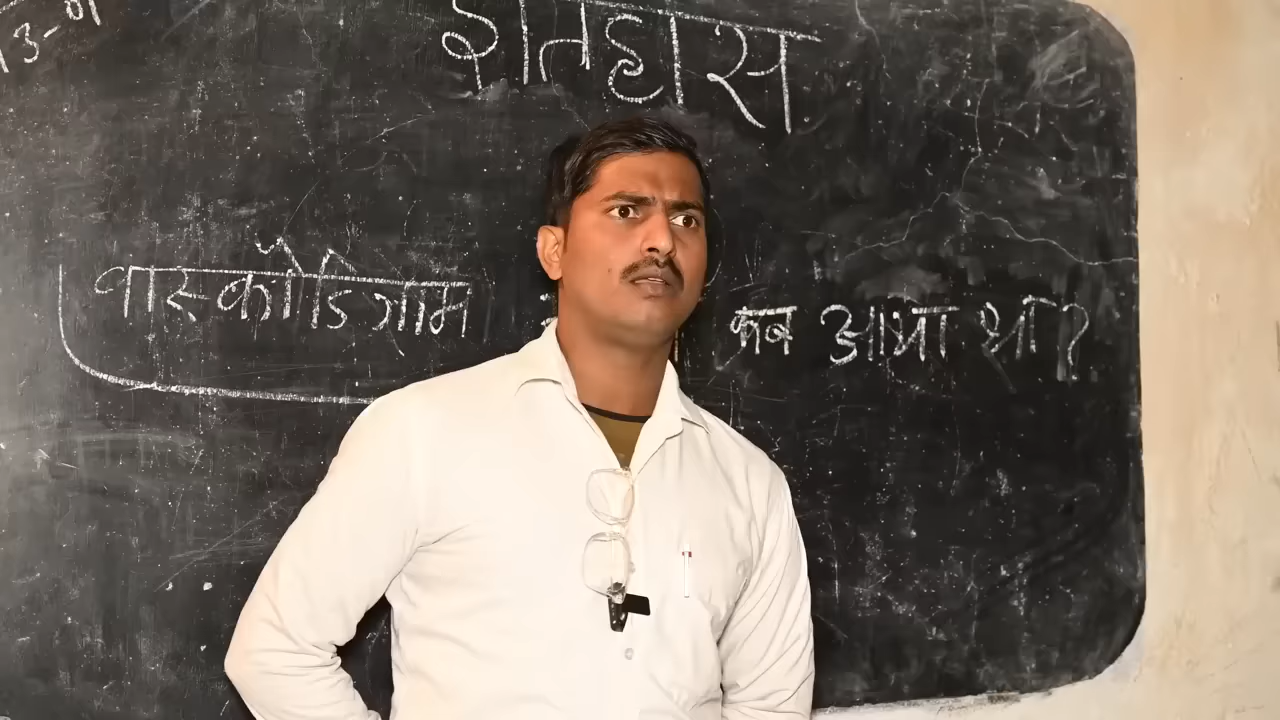 इतिहास
वास्कोडिगाम कब आया था?